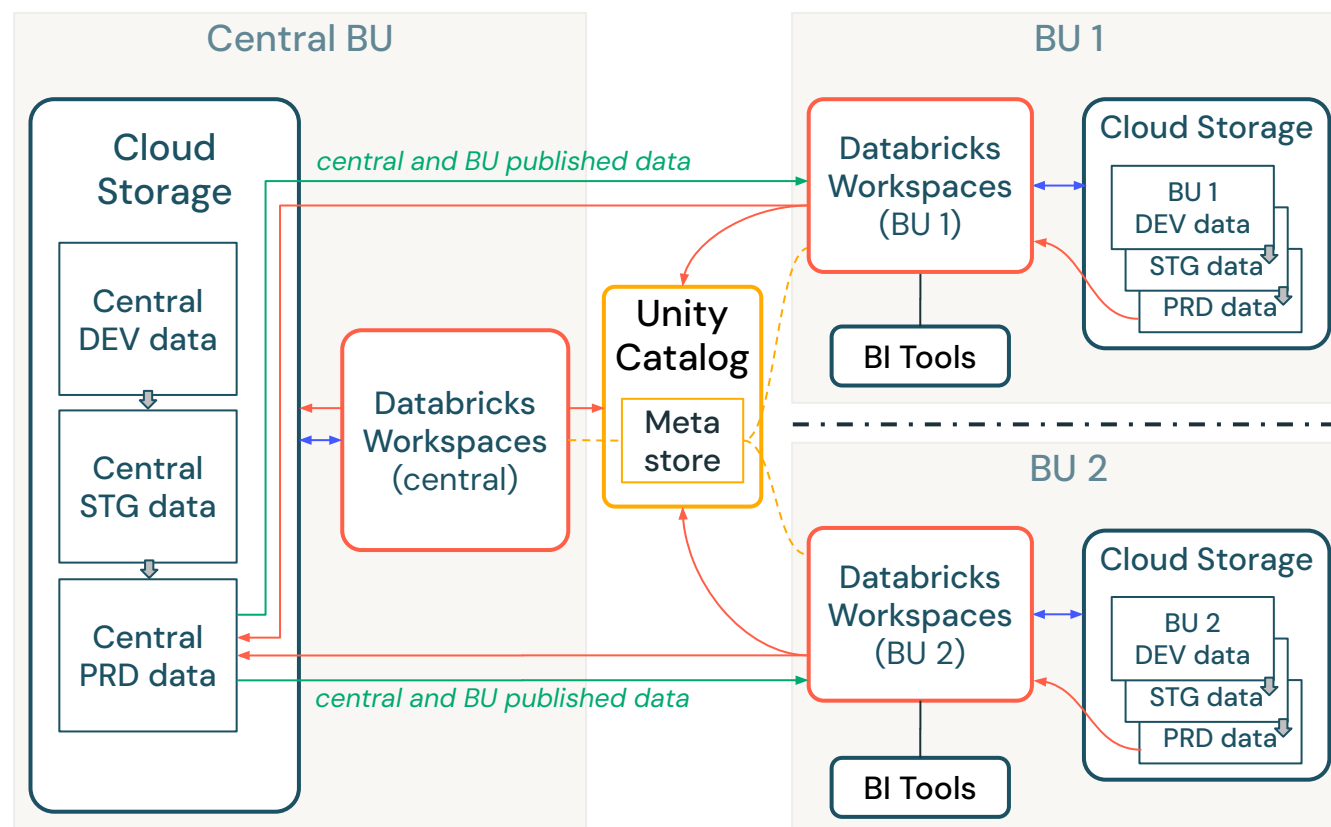 Central BU
Cloud
Storage
Central
DEV data
Central
STG data
Central
PRD data
central and BU published data
Databricks
Workspaces
(central)
central and BU published data
Unity
Catalog
Meta
store
BU 1
Databricks
Workspaces
(BU 1)
BI Tools
Cloud Storage
BU 1
DEV data
STG data
PRD data
BU 2
Databricks
Workspaces
(BU 2)
BI Tools
Cloud Storage
BU 2
DEV data
STG data
PRD data